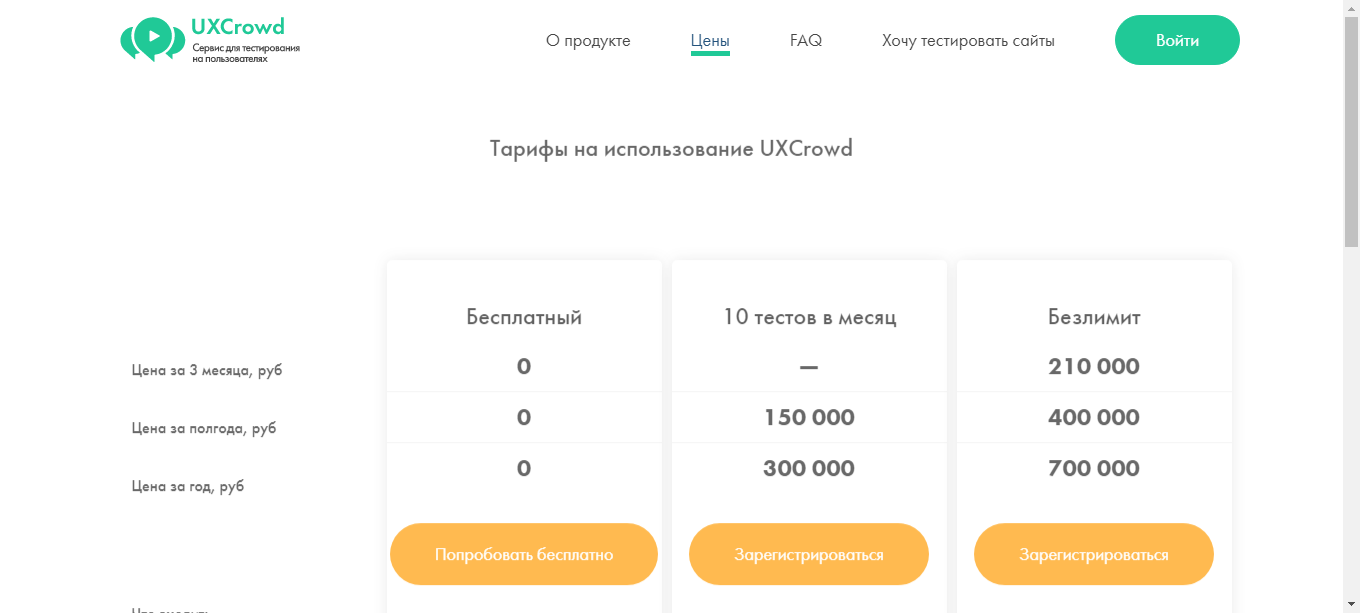 UXCrowd
Сервис для тестирования
на пользователях
О продукте
Цены
FAQ
Хочу тестировать сайты
Войти
Тарифы на использование UXCrowd
Бесплатный
10 тестов в месяц
Безлимит
Цена за 3 месяца, руб
0
—
210 000
Цена за полгода, руб
0
150 000
400 000
Цена за год, руб
0
300 000
700 000
Попробовать бесплатно
Зарегистрироваться
Зарегистрироваться